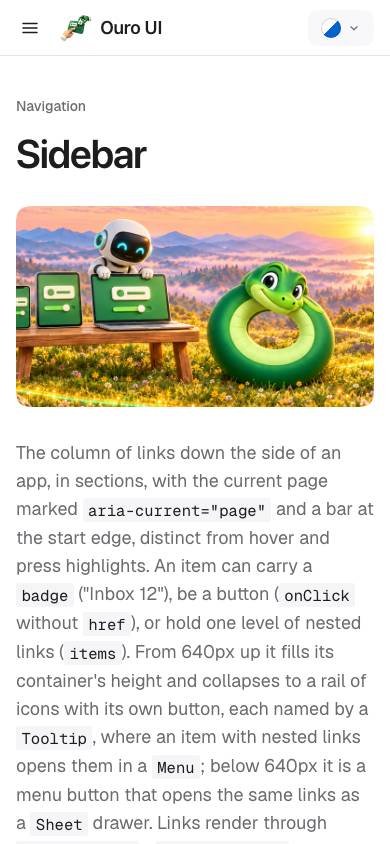 Ouro UI
Navigation
Sidebar
The column of links down the side of an
app, in sections, with the current page
marked aria-current="page" and a bar at
the start edge, distinct from hover and
press highlights. An item can carry a
badge ("Inbox 12"), be a button ( onClick
without href ), or hold one level of nested
links ( items ). From 640px up it fills its
container's height and collapses to a rail of
icons with its own button, each named by a
Tooltip , where an item with nested links
opens them in a Menu ; below 640px it is a
menu button that opens the same links as
a Sheet drawer. Links render through